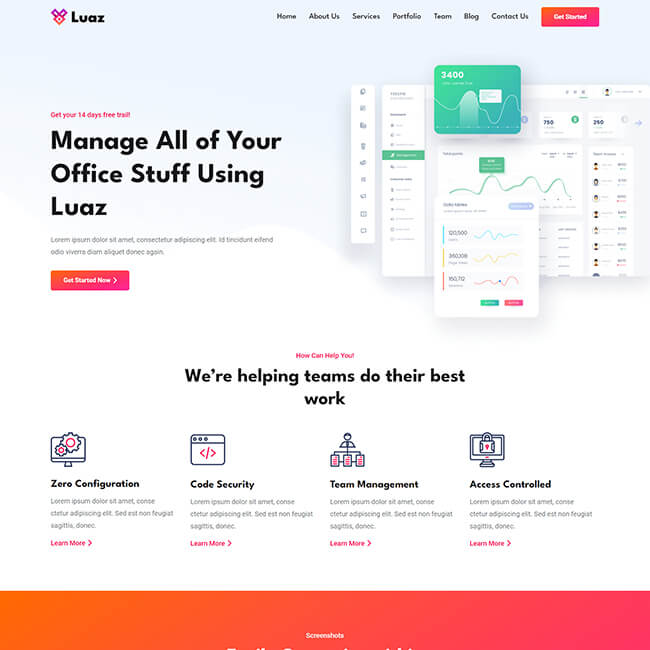 Luaz
Home About Us Services Portfolio Team Blog Contact Us Get Started
Get your 14 days free trail!
Manage All of Your
Office Stuff Using
Luaz
Lorem ipsum dolor sit amet, consectetur adipiscing elit. Id tincidunt eifend
odio viverra diam aliquet donec again.
Get Started Now
3400
750
250
Total points
Data tables
120,500
360,108
150,712
How Can Help You!
We’re helping teams do their best
work
Zero Configuration
Lorem ipsum dolor sit amet, conse
ctetur adipiscing elit. Sed est non feugiat
sagittis, donec.
Learn More
Code Security
Lorem ipsum dolor sit amet, conse
ctetur adipiscing elit. Sed est non feugiat
sagittis, donec.
Learn More
Team Management
Lorem ipsum dolor sit amet, conse
ctetur adipiscing elit. Sed est non feugiat
sagittis, donec.
Learn More
Access Controlled
Lorem ipsum dolor sit amet, conse
ctetur adipiscing elit. Sed est non feugiat
sagittis, donec.
Learn More
Screenshots